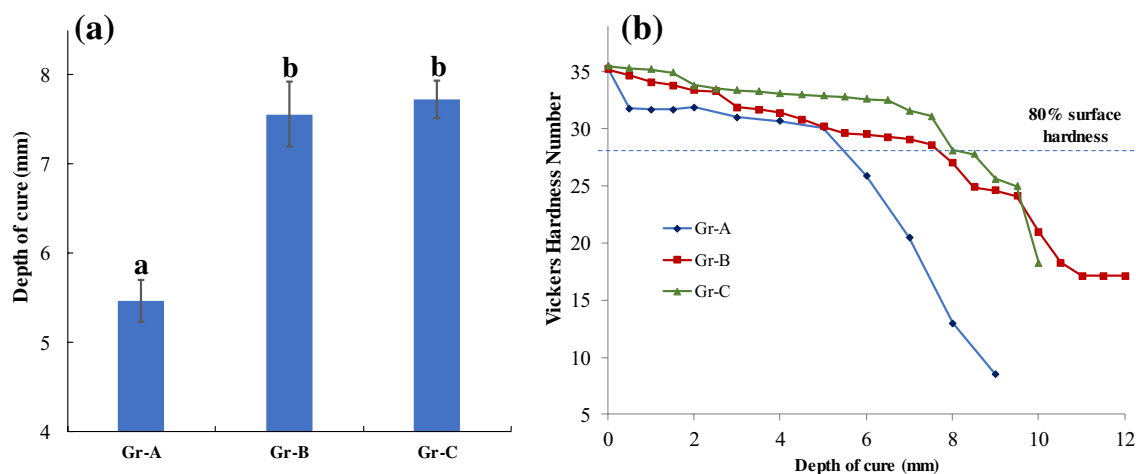 (a)
Depth of cure (mm)
8
7
6
5
4
a
b
b
Gr-A
Gr-B
Gr-C
(b)
Vickers Hardness Number
35
30
25
20
15
10
5
80% surface
hardness
Gr-A
Gr-B
Gr-C
0
2
4
6
8
10
12
Depth of cure (mm)